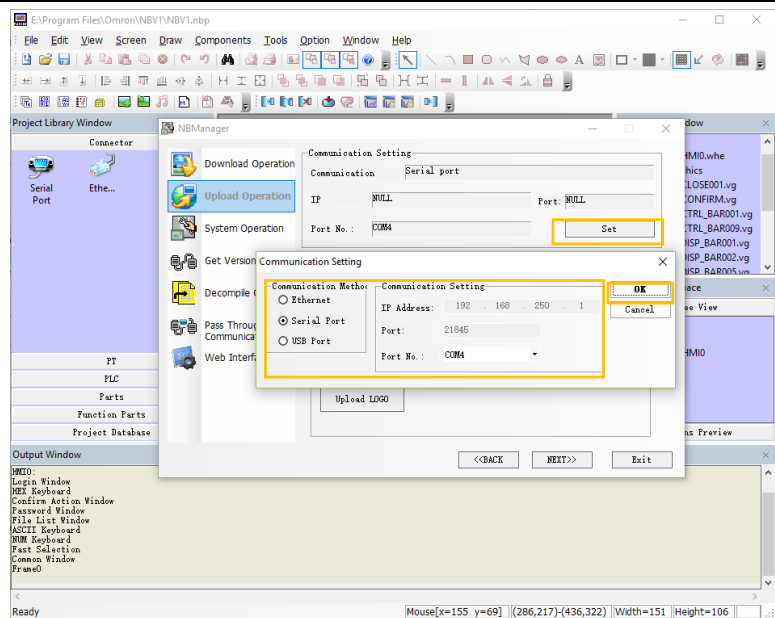 E:\Program Files\Omron\NBV1\NBV1.nbp
File Edit View Screen Draw Components Tools Option Window Help
Project Library Window
Connector
Serial Port
Ethe...
PT
PLC
Parts
Function Parts
Project Database
NBManager
Download Operation
Upload Operation
System Operation
Get Version
Decompile
Pass Throug
Communica
Web Interfa
Communication Setting
Communication Serial port
IP NULL Port: NULL
Port No.: COM4 Set
Communication Setting
Communication Metho
Ethernet
Serial Port
USB Port
Communication Setting
IP Address: 192 . 168 . 250 . 1
Port: 21845
Port No.: COM4
OK
Cancel
Upload LOGO
<<BACK NEXT>> Exit
dow
HMI0.whe
hics
LOSE001.vg
ONFIRM.vg
TRL_BAR001.vg
TRL_BAR009.vg
ISP_BAR001.vg
ISP_BAR002.vg
ISP_BAR005.vg
ace
ee View
HMI0
ns Preview
Output Window
HMI0:
Login Window
HEX Keyboard
Confirm Action Window
Password Window
File List Window
ASCII Keyboard
NUM Keyboard
Fast Selection
Common Window
Frame0
Ready Mouse[x=155 y=69] (286,217)-(436,322) Width=151 Height=106